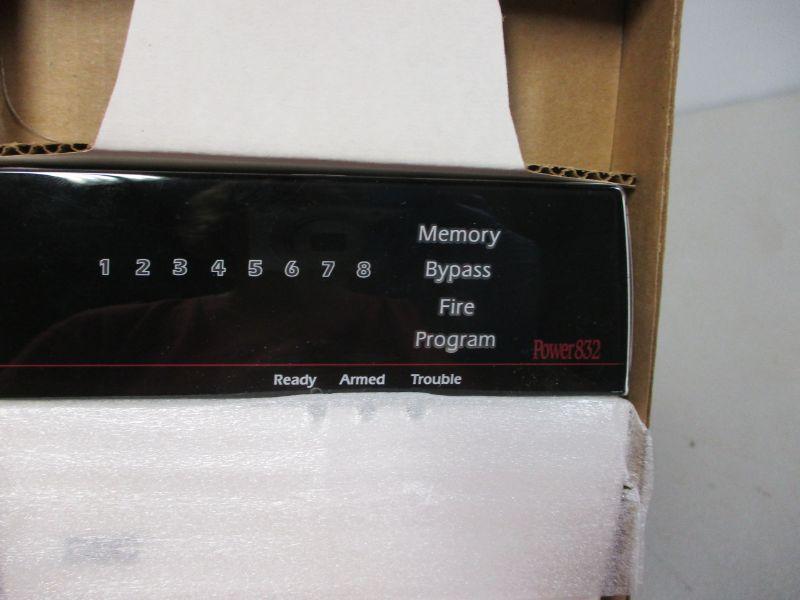 1 2 3 4 5 6 7 8
Memory
Bypass
Fire
Program
Power832
Ready Armed Trouble